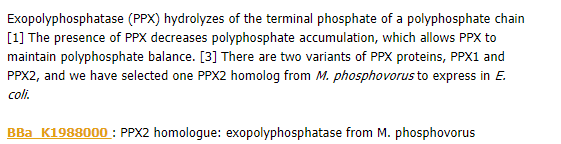 Exopolyphosphatase (PPX) hydrolyzes of the terminal phosphate of a polyphosphate chain
[1] The presence of PPX decreases polyphosphate accumulation, which allows PPX to
maintain polyphosphate balance. [3] There are two variants of PPX proteins, PPX1 and
PPX2, and we have selected one PPX2 homolog from M. phosphovorus to express in E.
coli.
BBa_K1988000 : PPX2 homologue: exopolyphosphatase from M. phosphovorus